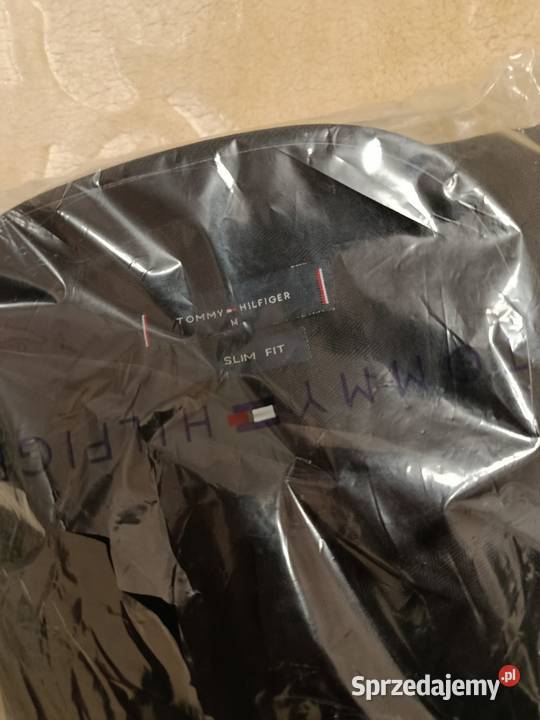 TOMMY HILFIGER
M
SLIM FIT
TOMMY HILFIG
Sprzedajemy.pl